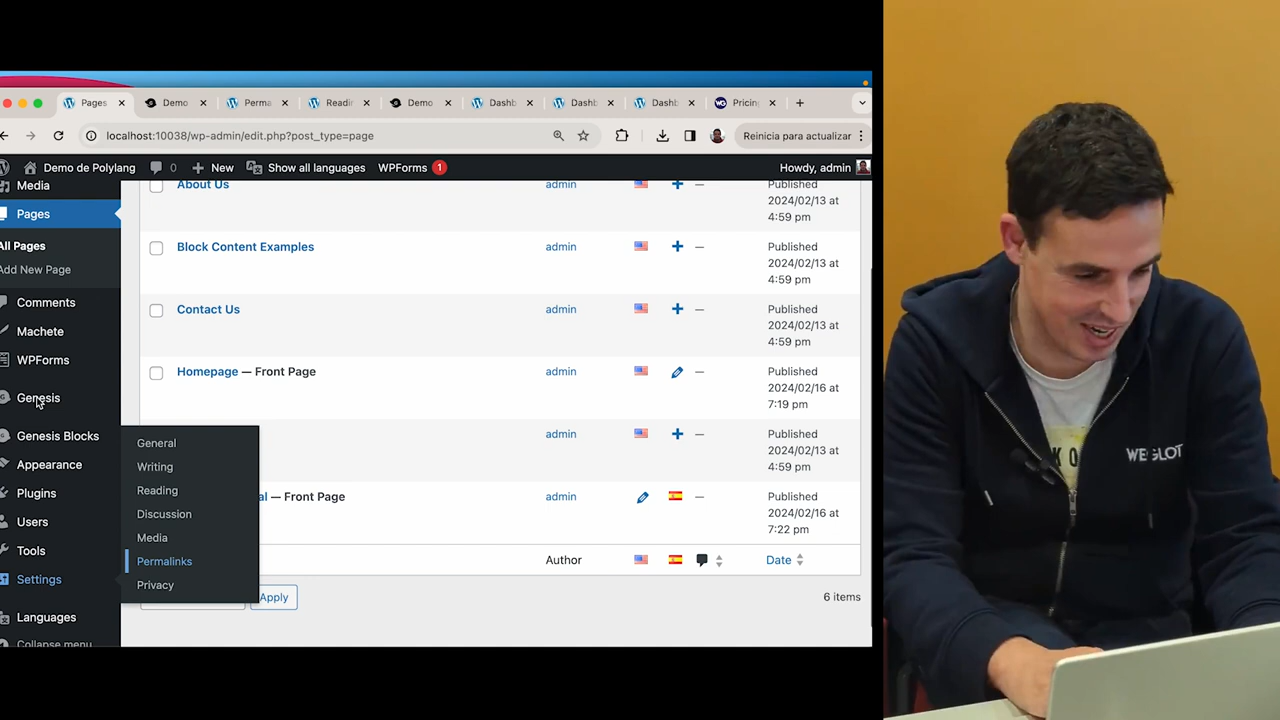 Pages
Demo
Perma
Readir
Demo
Dashb
Dashb
Dashb
Pricing
localhost:10038/wp-admin/edit.php?post_type=page
Reinicia para actualizar
Demo de Polylang
0
New
Show all languages
WPForms
1
Howdy, admin
Media
Pages
All Pages
Add New Page
Comments
Machete
WPForms
Genesis
Genesis Blocks
Appearance
Plugins
Users
Tools
Settings
Languages
Collapse menu
General
Writing
Reading
Discussion
Media
Permalinks
Privacy
About Us
admin
—
Published
2024/02/13 at
4:59 pm
Block Content Examples
admin
—
Published
2024/02/13 at
4:59 pm
Contact Us
admin
—
Published
2024/02/13 at
4:59 pm
Homepage — Front Page
admin
—
Published
2024/02/16 at
7:19 pm
admin
—
Published
2024/02/13 at
4:59 pm
al — Front Page
admin
—
Published
2024/02/16 at
7:22 pm
Author
Date
Apply
6 items
WEGLOT